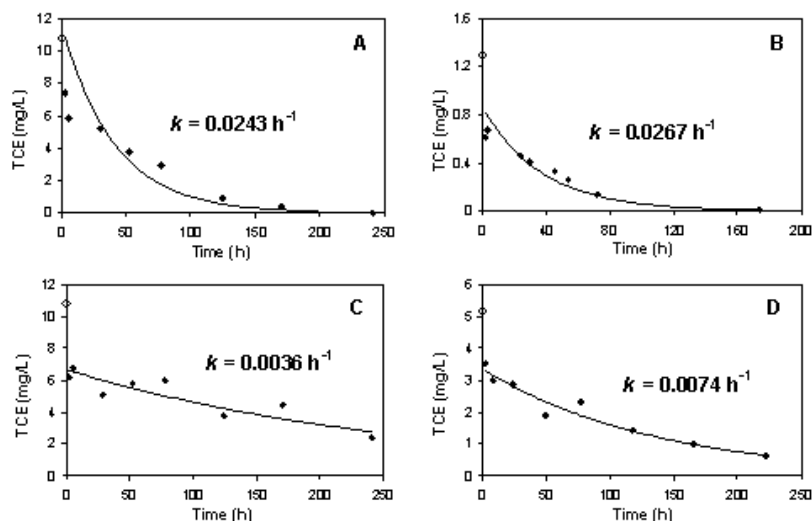 A
TCE (mg/L)
12
10
8
6
4
2
0
k = 0.0243 h⁻¹
0 50 100 150 200 250
Time (h)
B
TCE (mg/L)
1.6
1.2
0.8
0.4
0
k = 0.0267 h⁻¹
0 40 80 120 160 200
Time (h)
C
TCE (mg/L)
12
10
8
6
4
2
0
k = 0.0036 h⁻¹
0 50 100 150 200 250
Time (h)
D
TCE (mg/L)
6
5
4
3
2
1
0
k = 0.0074 h⁻¹
0 50 100 150 200 250
Time (h)